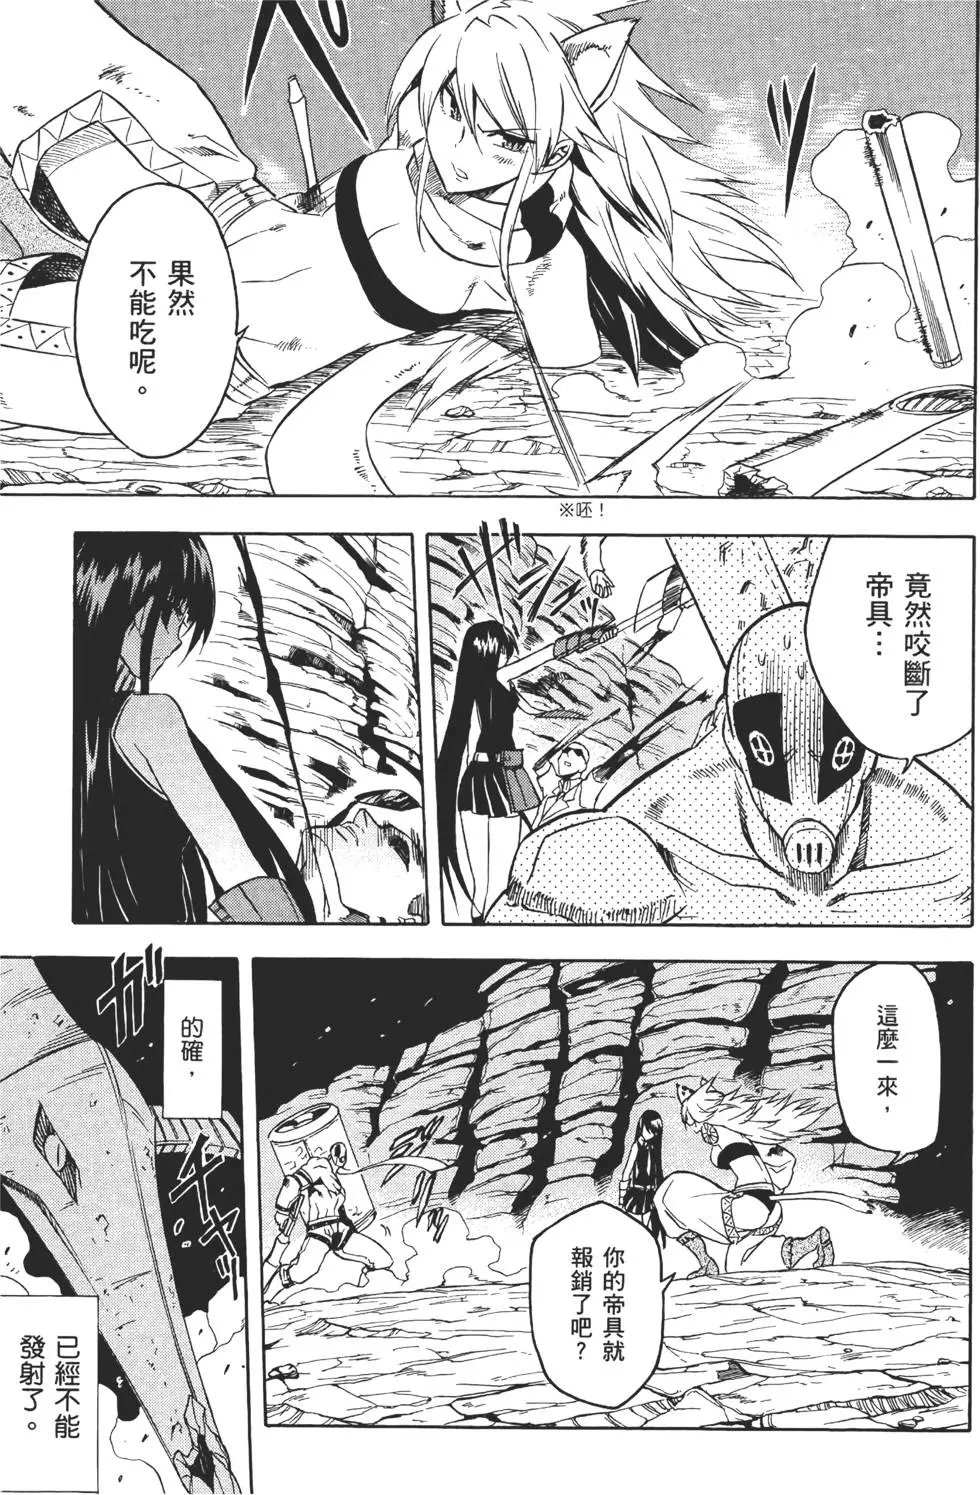 果然
不能吃呢。
※呸！
竟然咬斷了
帝具…
這麼一來，
你的帝具就
報銷了吧？
的確，
已經不能
發射了。